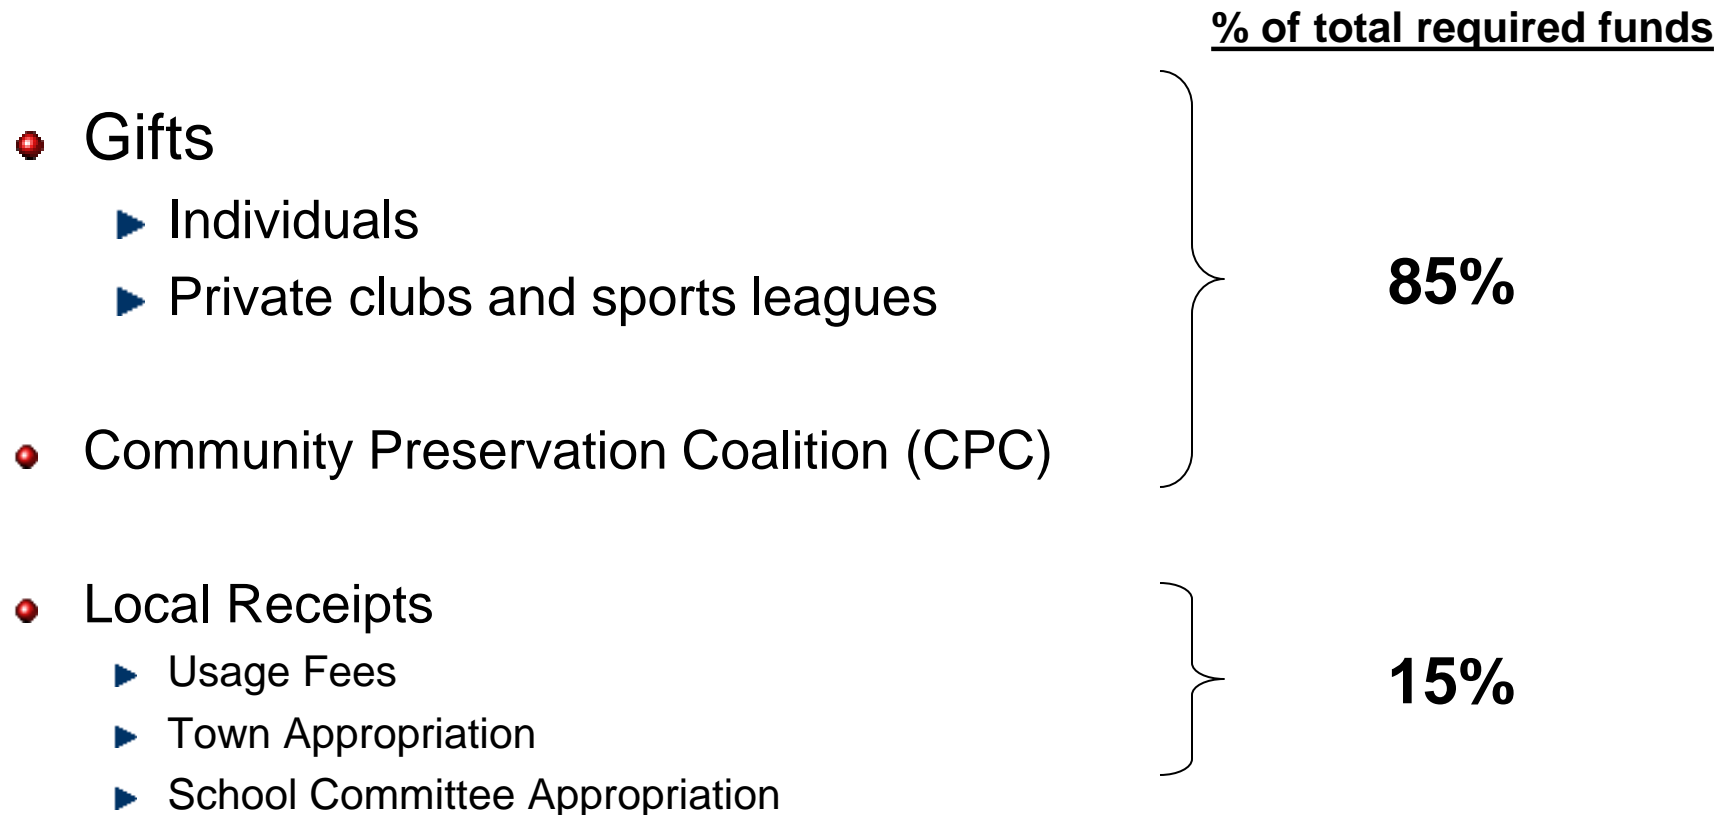 % of total required funds
Gifts
Individuals
Private clubs and sports leagues
85%
Community Preservation Coalition (CPC)
Local Receipts
Usage Fees
15%
Town Appropriation
School Committee Appropriation